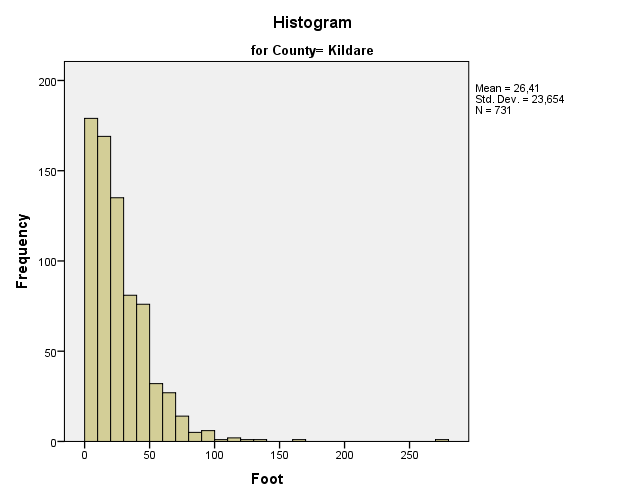 Histogram
for County= Kildare
Mean = 26,41
Std. Dev. = 23,654
N = 731
Frequency
200
150
100
50
0
0 50 100 150 200 250
Foot